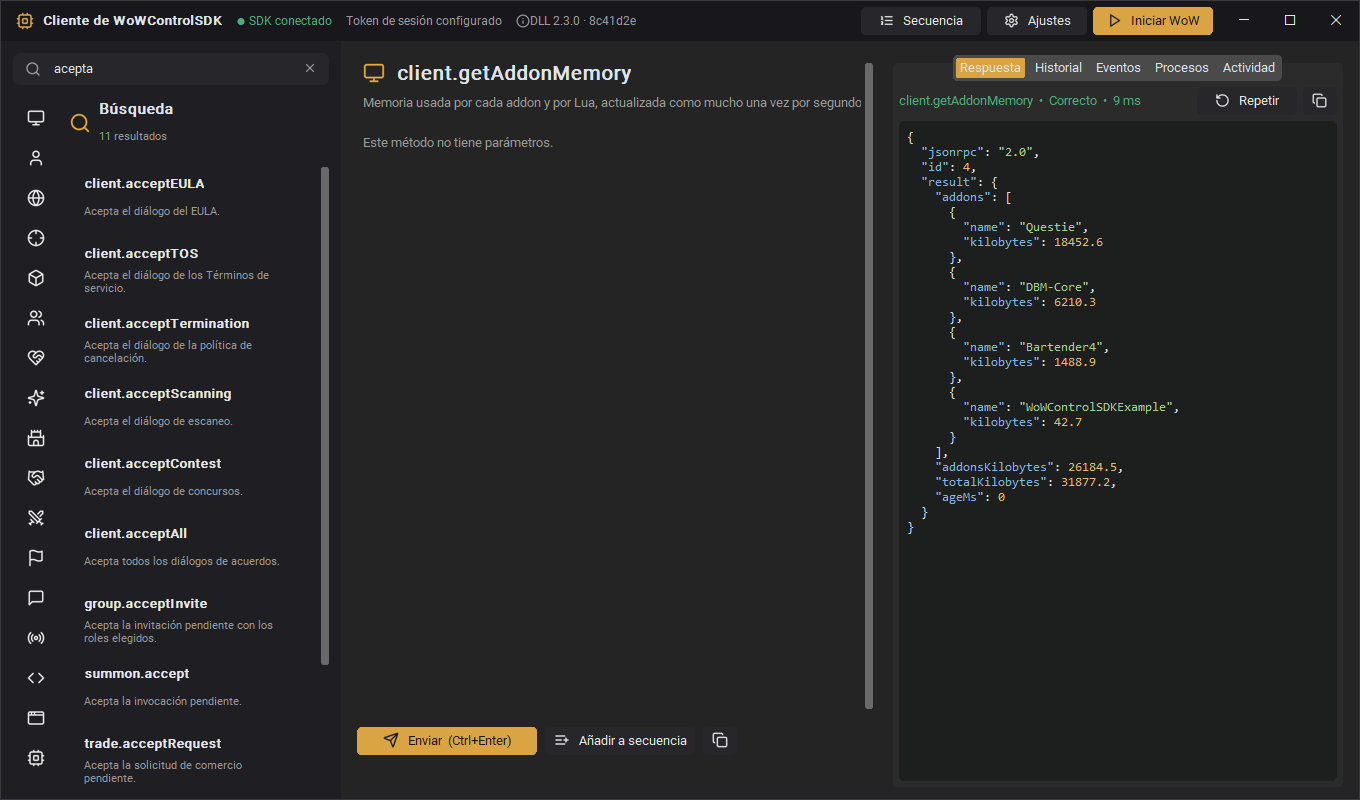 Cliente de WoWControlSDK
SDK conectado
Token de sesión configurado
DLL 2.3.0 · 8c41d2e
Secuencia
Ajustes
Iniciar WoW
acepta
Búsqueda
11 resultados
client.acceptEULA
Acepta el diálogo del EULA.
client.acceptTOS
Acepta el diálogo de los Términos de
servicio.
client.acceptTermination
Acepta el diálogo de la política de
cancelación.
client.acceptScanning
Acepta el diálogo de escaneo.
client.acceptContest
Acepta el diálogo de concursos.
client.acceptAll
Acepta todos los diálogos de acuerdos.
group.acceptInvite
Acepta la invitación pendiente con los
roles elegidos.
summon.accept
Acepta la invocación pendiente.
trade.acceptRequest
Acepta la solicitud de comercio
pendiente.
client.getAddonMemory
Memoria usada por cada addon y por Lua, actualizada como mucho una vez por segundo
Este método no tiene parámetros.
Enviar (Ctrl+Enter)
Añadir a secuencia
Respuesta
Historial
Eventos
Procesos
Actividad
client.getAddonMemory • Correcto • 9 ms
Repetir
{
  "jsonrpc": "2.0",
  "id": 4,
  "result": {
    "addons": [
      {
        "name": "Questie",
        "kilobytes": 18452.6
      },
      {
        "name": "DBM-Core",
        "kilobytes": 6210.3
      },
      {
        "name": "Bartender4",
        "kilobytes": 1488.9
      },
      {
        "name": "WoWControlSDKExample",
        "kilobytes": 42.7
      }
    ],
    "addonsKilobytes": 26184.5,
    "totalKilobytes": 31877.2,
    "ageMs": 0
  }
}